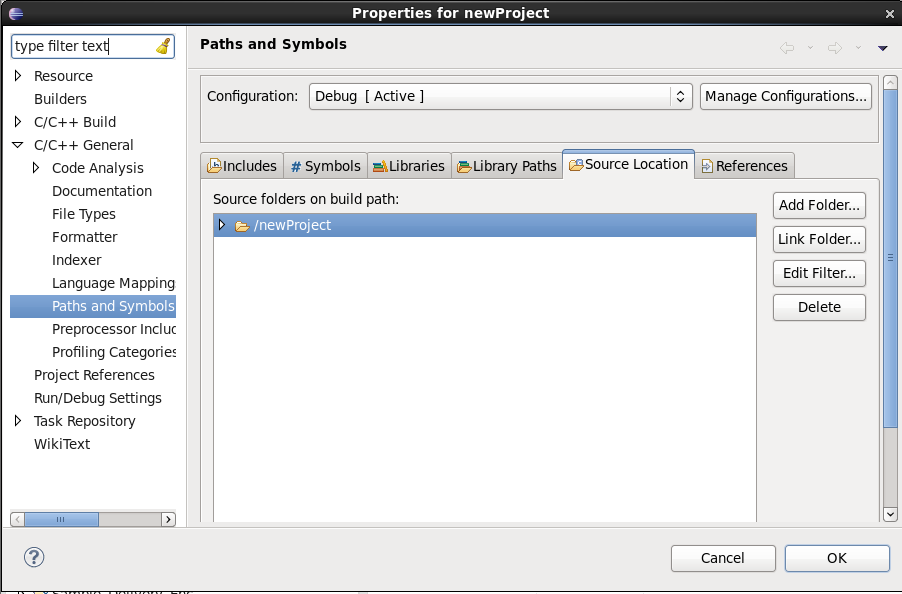 Properties for newProject
type filter text
Resource
Builders
C/C++ Build
C/C++ General
Code Analysis
Documentation
File Types
Formatter
Indexer
Language Mapping
Paths and Symbols
Preprocessor Includ
Profiling Categories
Project References
Run/Debug Settings
Task Repository
WikiText
Paths and Symbols
Configuration: Debug [ Active ] Manage Configurations...
Includes # Symbols Libraries Library Paths Source Location References
Source folders on build path:
/newProject
Add Folder...
Link Folder...
Edit Filter...
Delete
Cancel OK